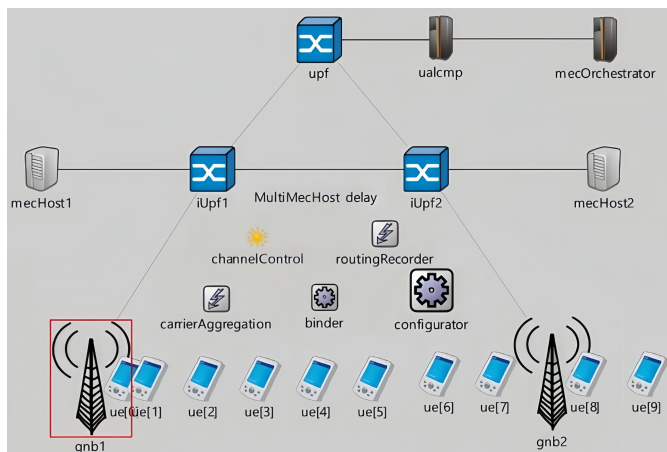 upf
ualcmp
mecOrchestrator
mecHost1
iUpf1
MultiMecHost delay
iUpf2
mecHost2
channelControl
routingRecorder
carrierAggregation
binder
configurator
ue[1]
ue[2]
ue[3]
ue[4]
ue[5]
ue[6]
ue[7]
ue[8]
ue[9]
gnb1
gnb2